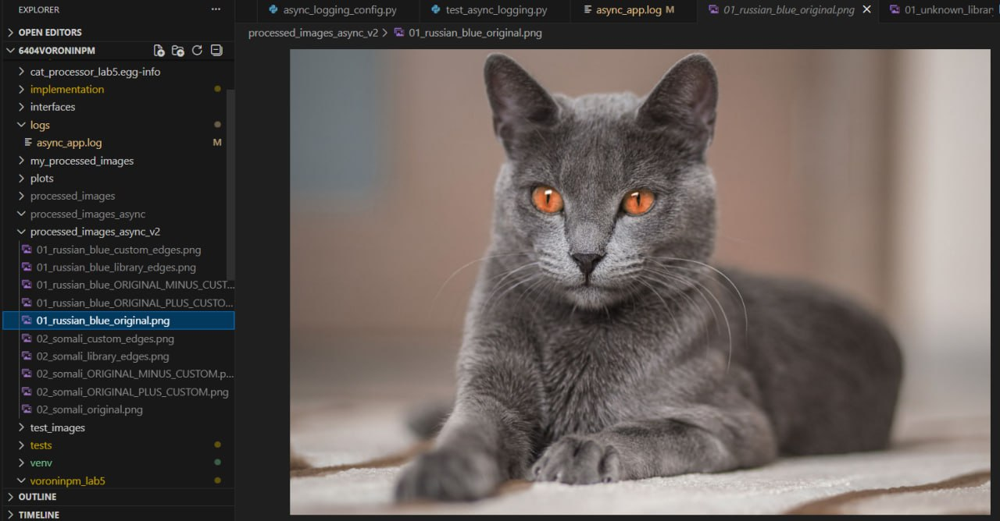 EXPLORER
...
async_logging_config.py
test_async_logging.py
async_app.log M
01_russian_blue_original.png
01_unknown_library
OPEN EDITORS
processed_images_async_v2 > 01_russian_blue_original.png
6404VORONINPM
cat_processor_lab5.egg-info
implementation
interfaces
logs
async_app.log M
my_processed_images
plots
processed_images
processed_images_async
processed_images_async_v2
01_russian_blue_custom_edges.png
01_russian_blue_library_edges.png
01_russian_blue_ORIGINAL_MINUS_CUST...
01_russian_blue_ORIGINAL_PLUS_CUSTO...
01_russian_blue_original.png
02_somali_custom_edges.png
02_somali_library_edges.png
02_somali_ORIGINAL_MINUS_CUSTOM.p...
02_somali_ORIGINAL_PLUS_CUSTOM.png
02_somali_original.png
test_images
tests
venv
voroninpm_lab5
OUTLINE
TIMELINE